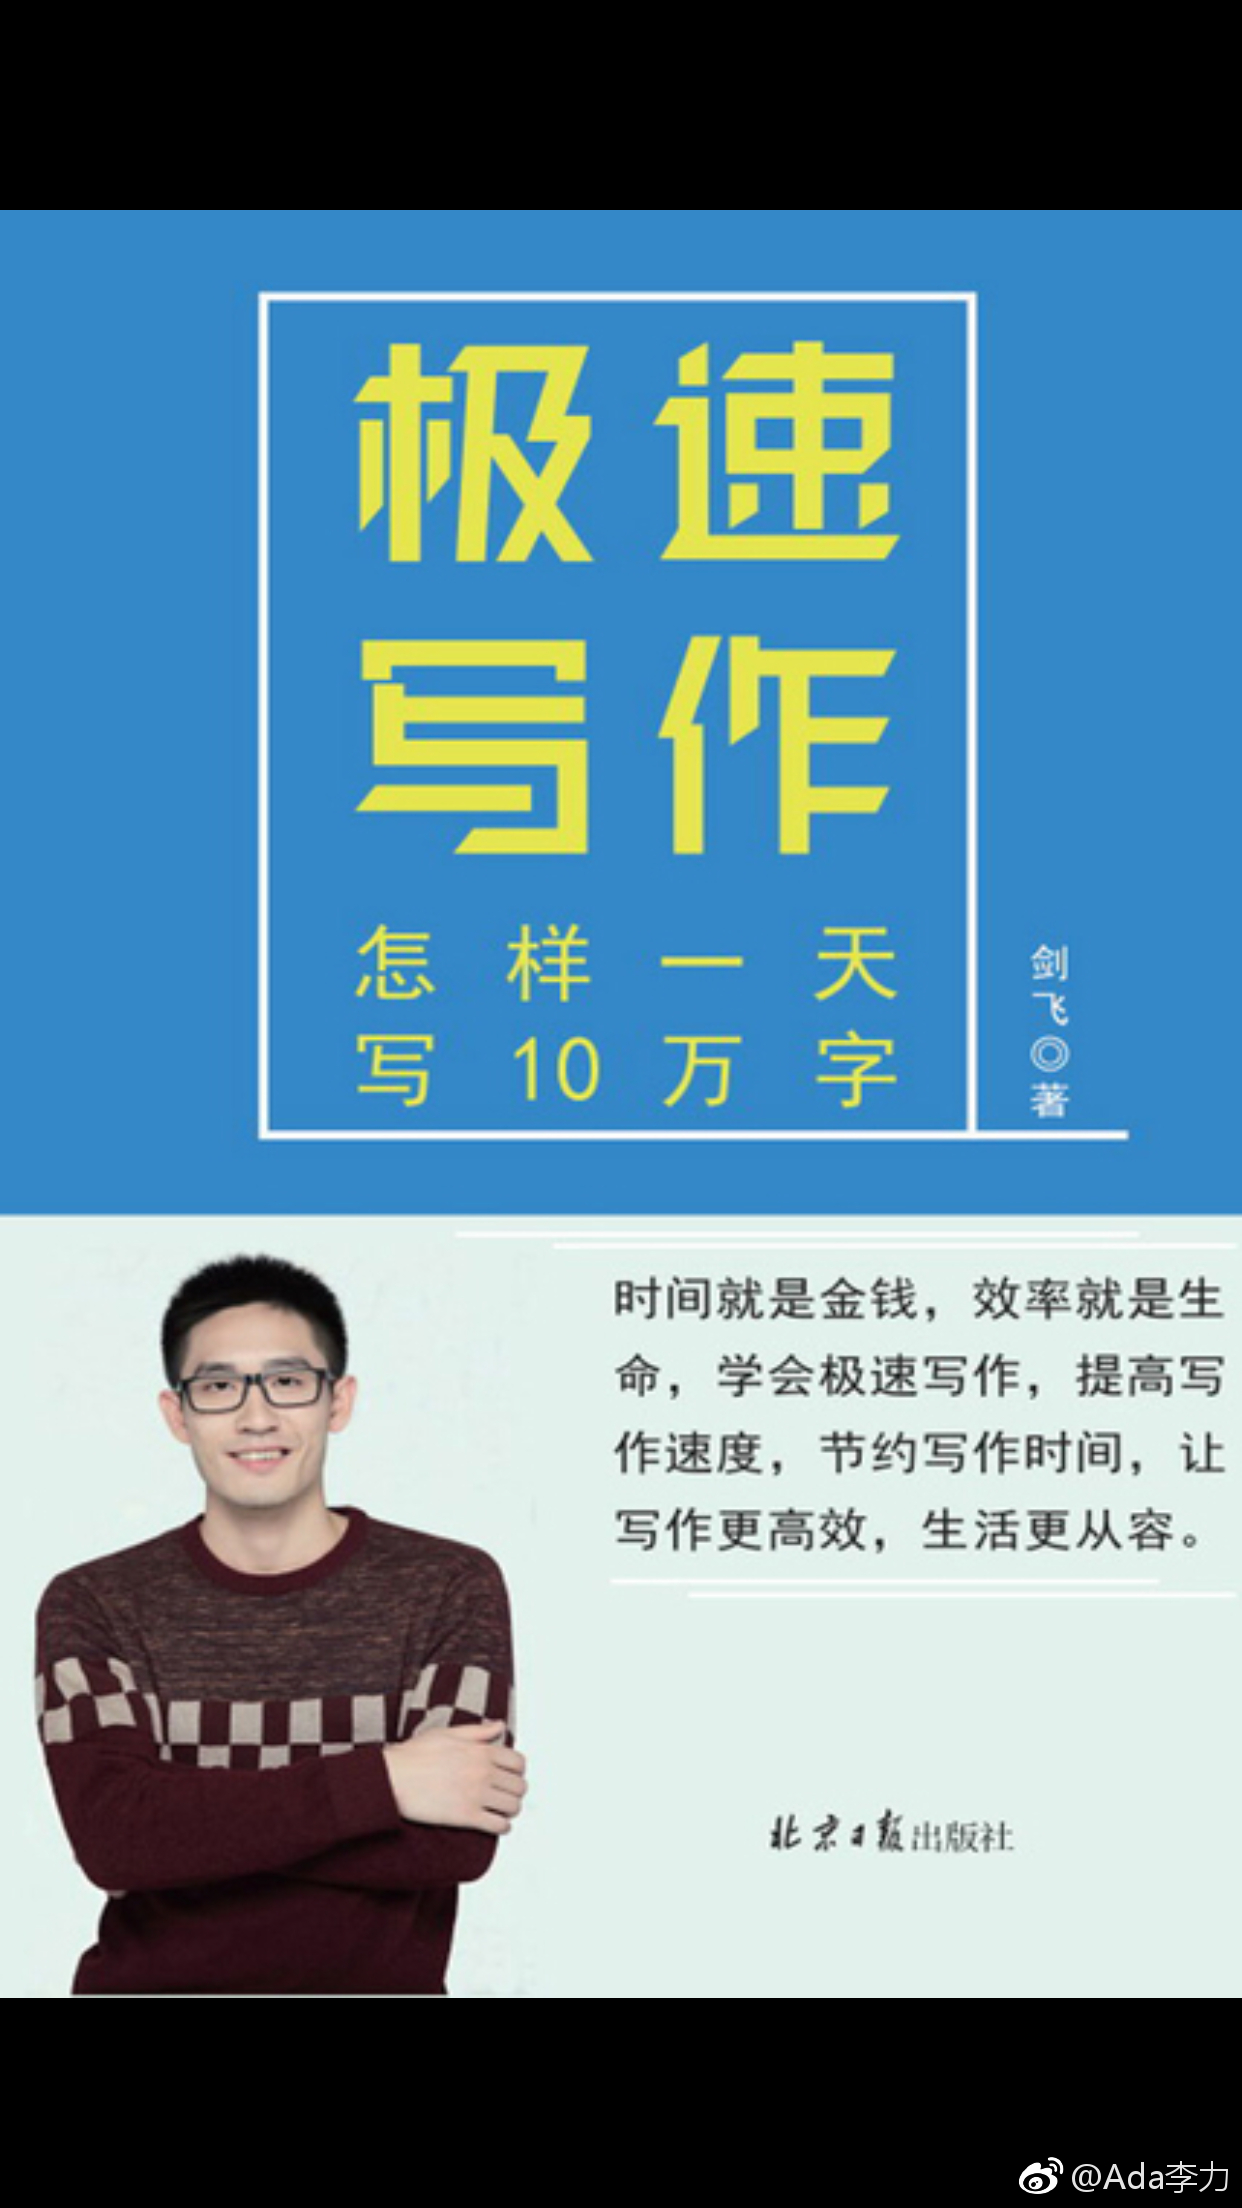 极速
写作
怎样一天
写10万字
剑飞◎著
时间就是金钱，效率就是生
命，学会极速写作，提高写
作速度，节约写作时间，让
写作更高效，生活更从容。
北京日报出版社
@Ada李力